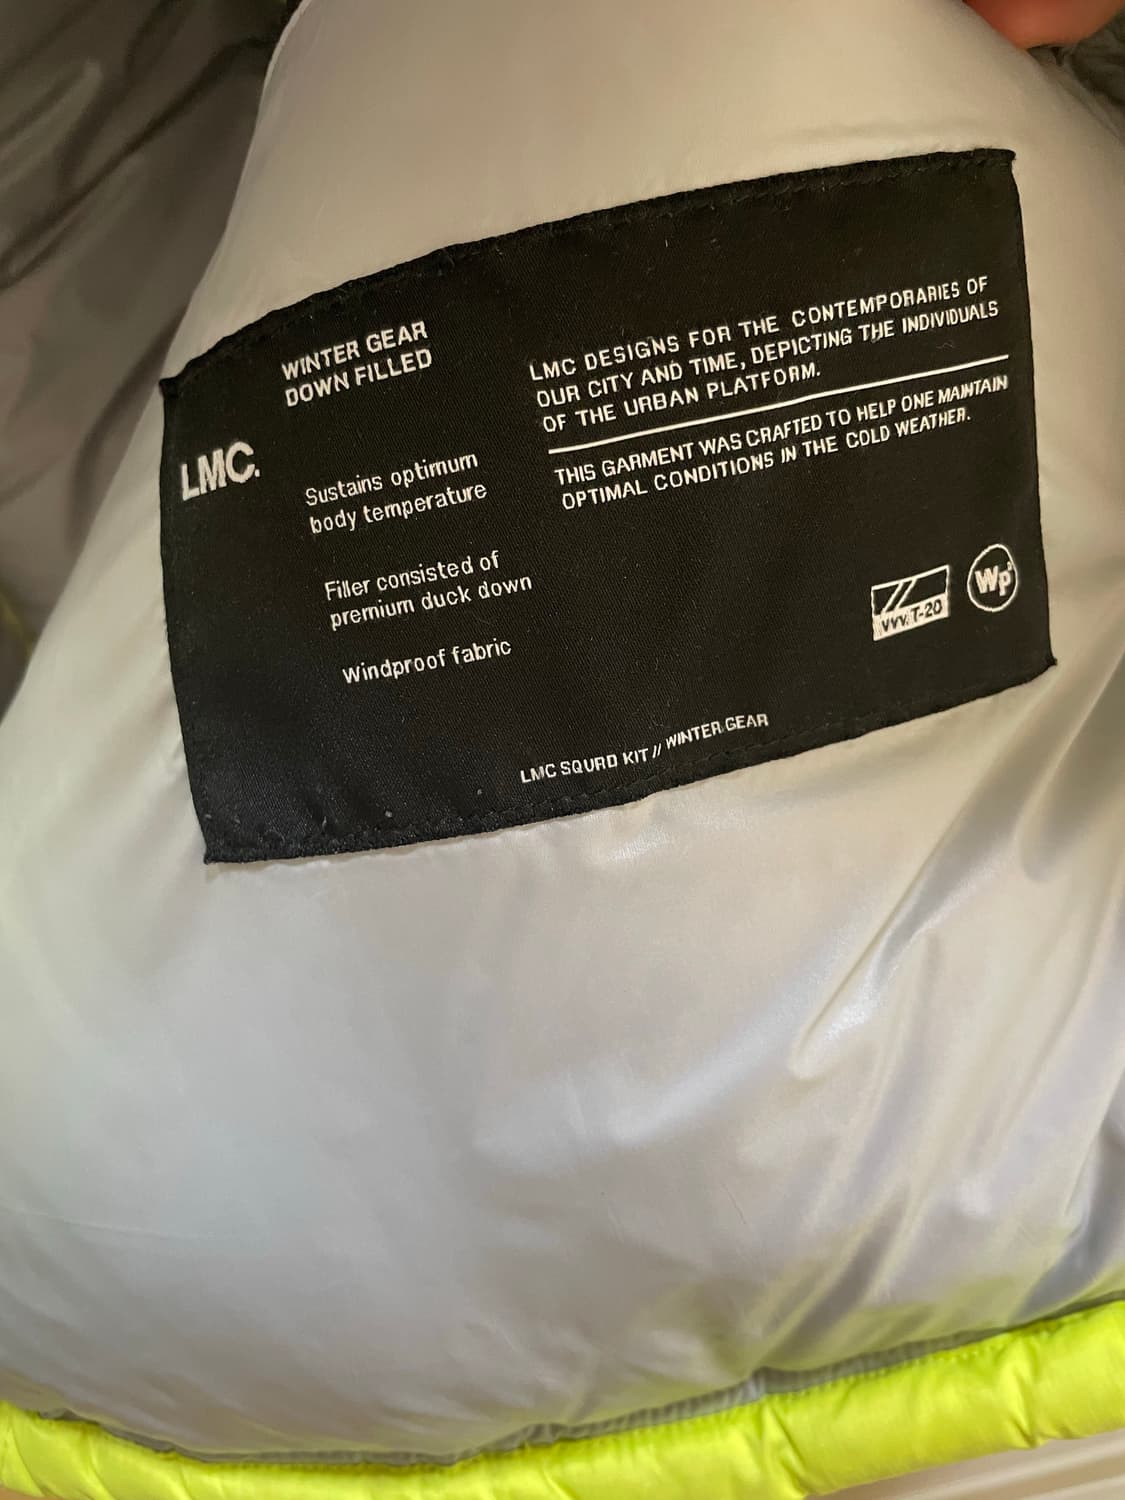 WINTER GEAR
DOWN FILLED
LMC.
Sustains optimum
body temperature
Filler consisted of
premium duck down
Windproof fabric
LMC DESIGNS FOR THE CONTEMPORARIES OF
OUR CITY AND TIME, DEPICTING THE INDIVIDUALS
OF THE URBAN PLATFORM.
THIS GARMENT WAS CRAFTED TO HELP ONE MAINTAIN
OPTIMAL CONDITIONS IN THE COLD WEATHER.
VVV.T-20
Wp
LMC SQURD KIT // WINTER GEAR